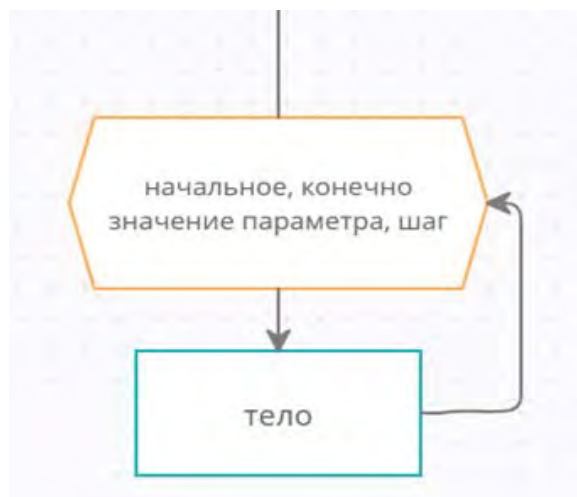 начальное, конечно
значение параметра, шаг
тело